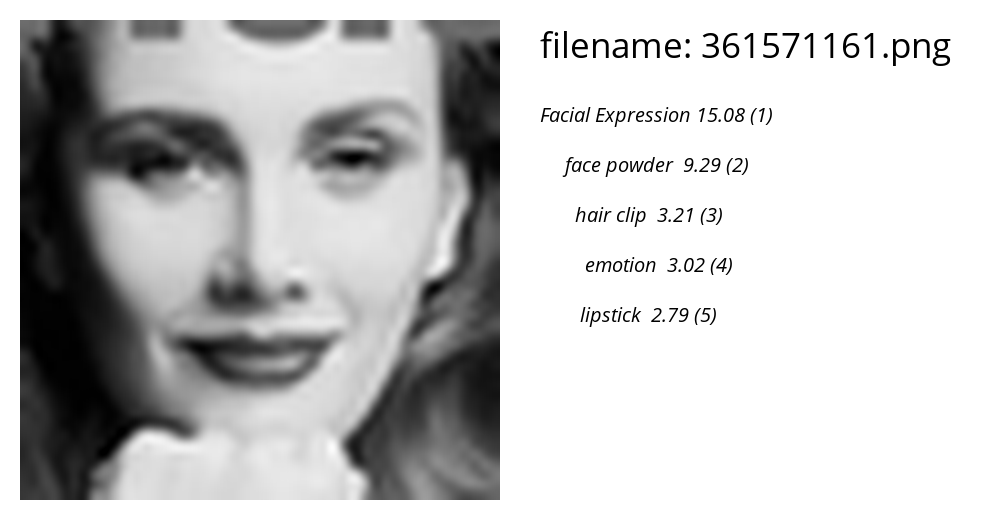 filename: 361571161.png
Facial Expression 15.08 (1)
face powder 9.29 (2)
hair clip 3.21 (3)
emotion 3.02 (4)
lipstick 2.79 (5)